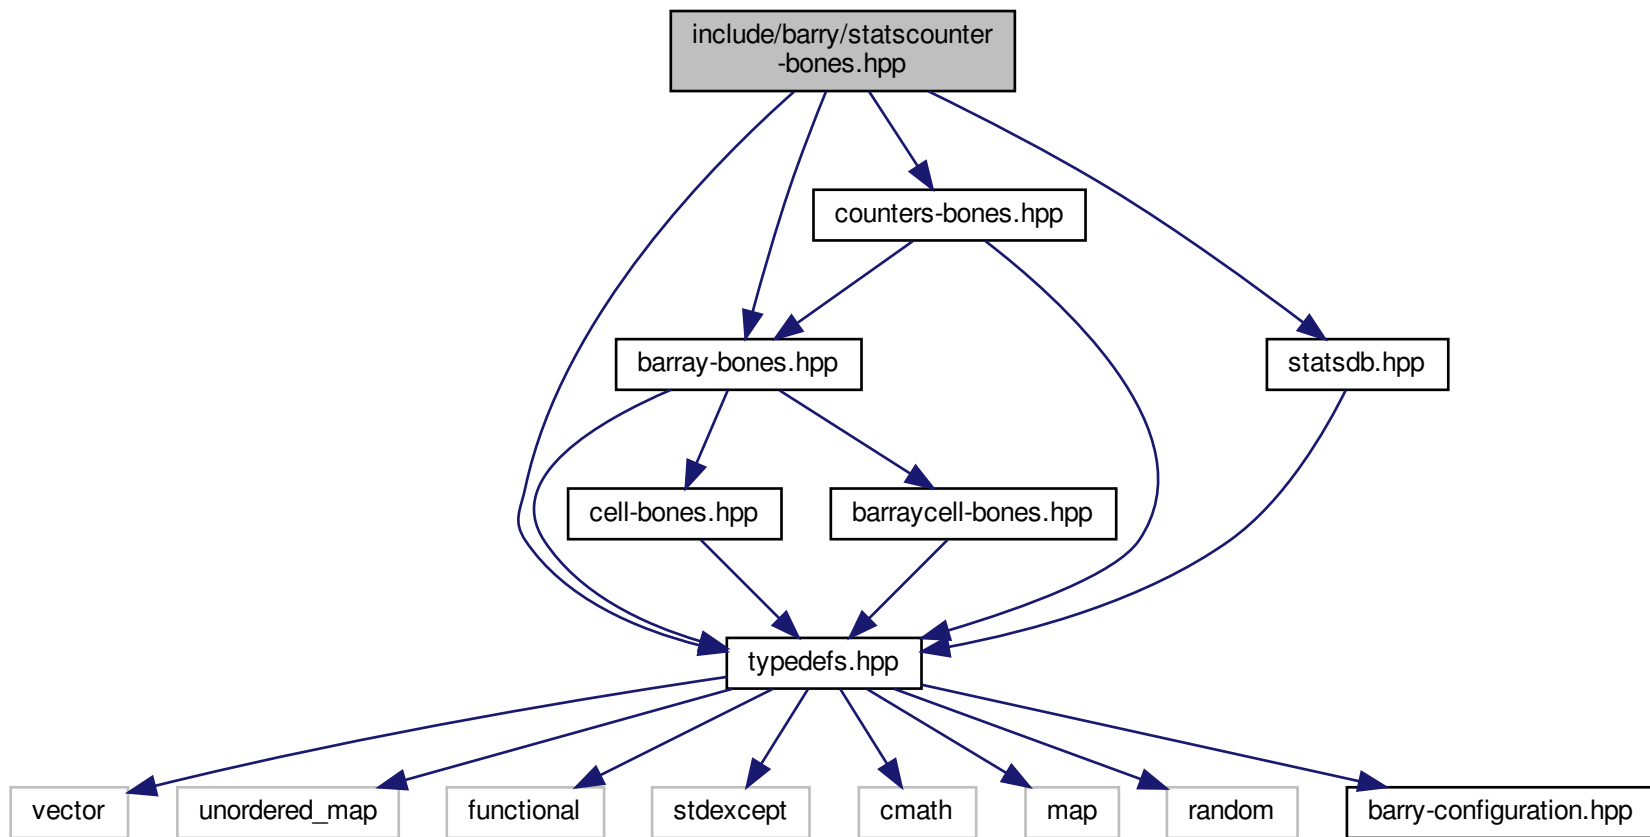 include/barry/statscounter
-bones.hpp
counters-bones.hpp
barray-bones.hpp
statsdb.hpp
cell-bones.hpp
barraycell-bones.hpp
typedefs.hpp
vector
unordered_map
functional
stdexcept
cmath
map
random
barry-configuration.hpp